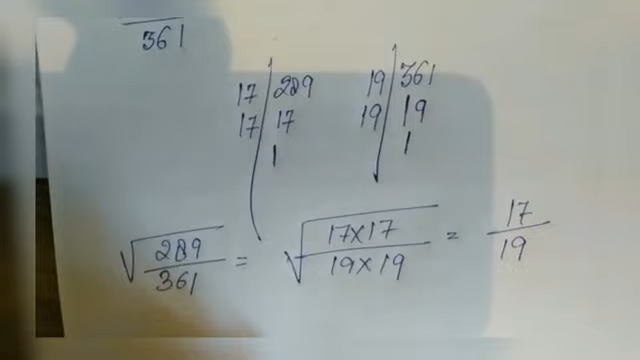 361
17 | 289    19 | 361
17 | 17    19 | 19
1    1
√(289/361) = √(17×17/19×19) = 17/19